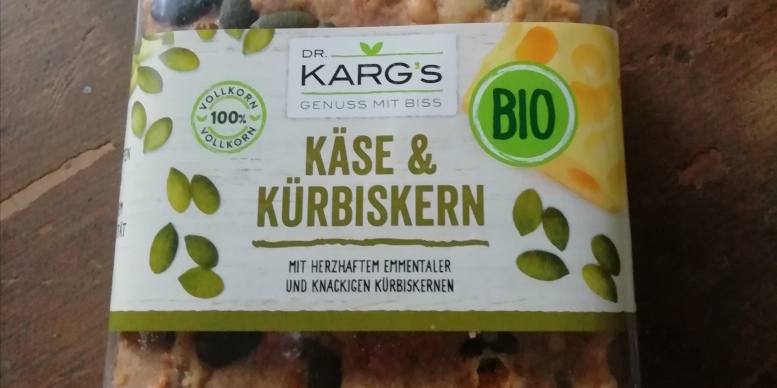 DR.
KARG'S
GENUSS MIT BISS
VOLLKORN
100%
VOLLKORN
BIO
KÄSE &
KÜRBISKERN
MIT HERZHAFTEM EMMENTALER
UND KNACKIGEN KÜRBISKERNEN